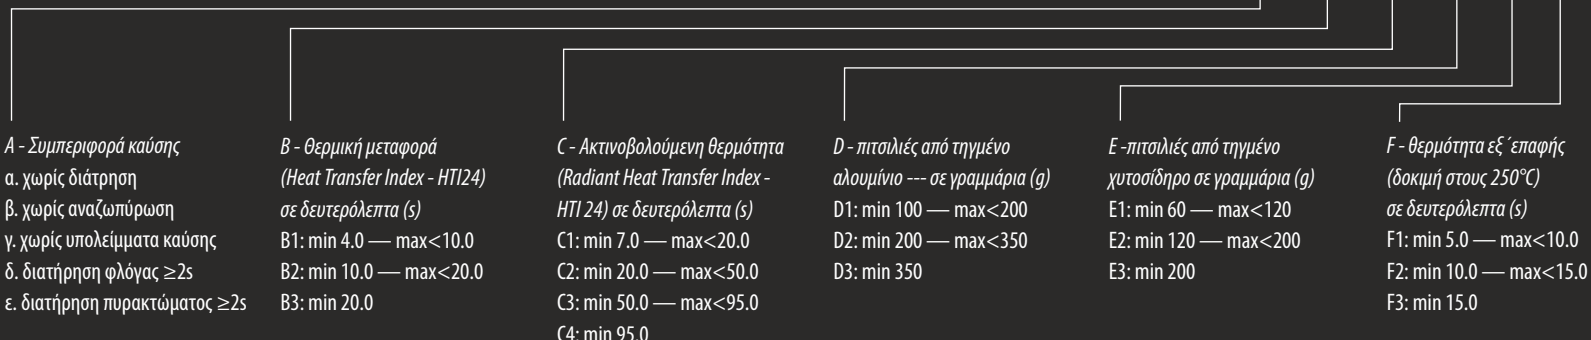 A - Συμπεριφορά καύσης
α. χωρίς διάτρηση
β. χωρίς αναζωπύρωση
γ. χωρίς υπολείμματα καύσης
δ. διατήρηση φλόγας ≥2s
ε. διατήρηση πυρακτώματος ≥2s
B - Θερμική μεταφορά
(Heat Transfer Index - HTI24)
σε δευτερόλεπτα (s)
B1: min 4.0 — max<10.0
B2: min 10.0 — max<20.0
B3: min 20.0
C - Ακτινοβολούμενη θερμότητα
(Radiant Heat Transfer Index -
HTI 24) σε δευτερόλεπτα (s)
C1: min 7.0 — max<20.0
C2: min 20.0 — max<50.0
C3: min 50.0 — max<95.0
C4: min 95.0
D - πιτσιλιές από τηγμένο
αλουμίνιο --- σε γραμμάρια (g)
D1: min 100 — max<200
D2: min 200 — max<350
D3: min 350
E -πιτσιλιές από τηγμένο
χυτοσίδηρο σε γραμμάρια (g)
E1: min 60 — max<120
E2: min 120 — max<200
E3: min 200
F - θερμότητα εξ΄επαφής
(δοκιμή στους 250°C)
σε δευτερόλεπτα (s)
F1: min 5.0 — max<10.0
F2: min 10.0 — max<15.0
F3: min 15.0